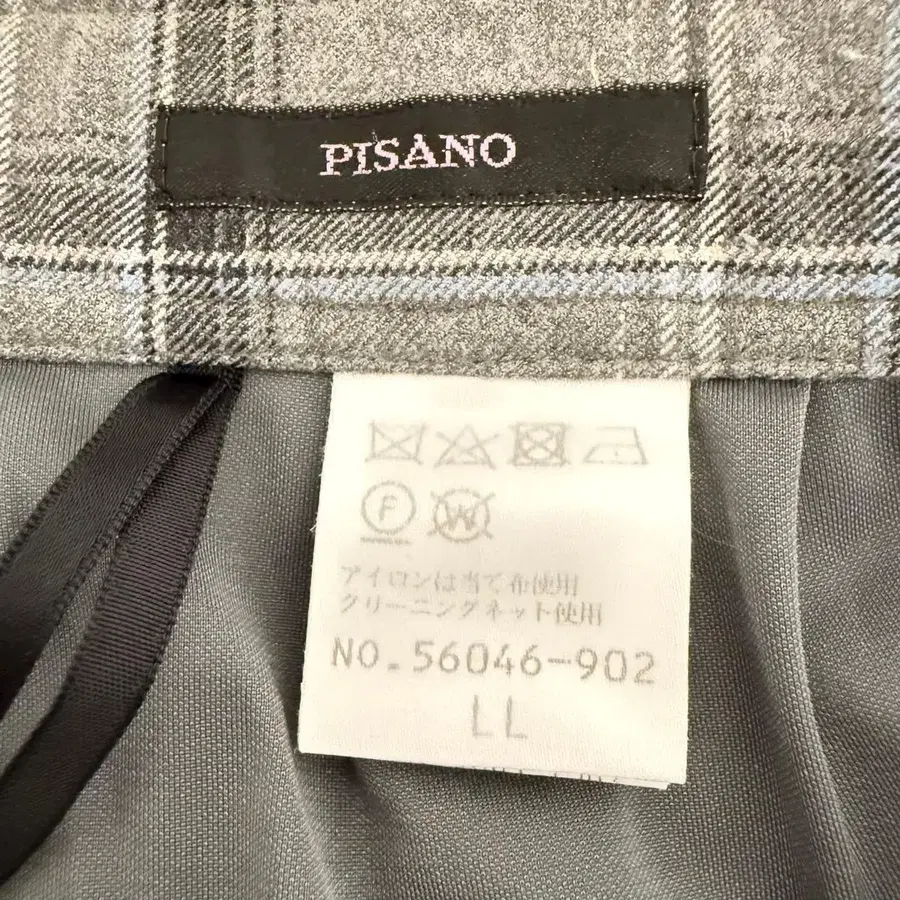 PISANO
F W
アイロンは当て布使用
クリーニングネット使用
NO.56046-902
LL